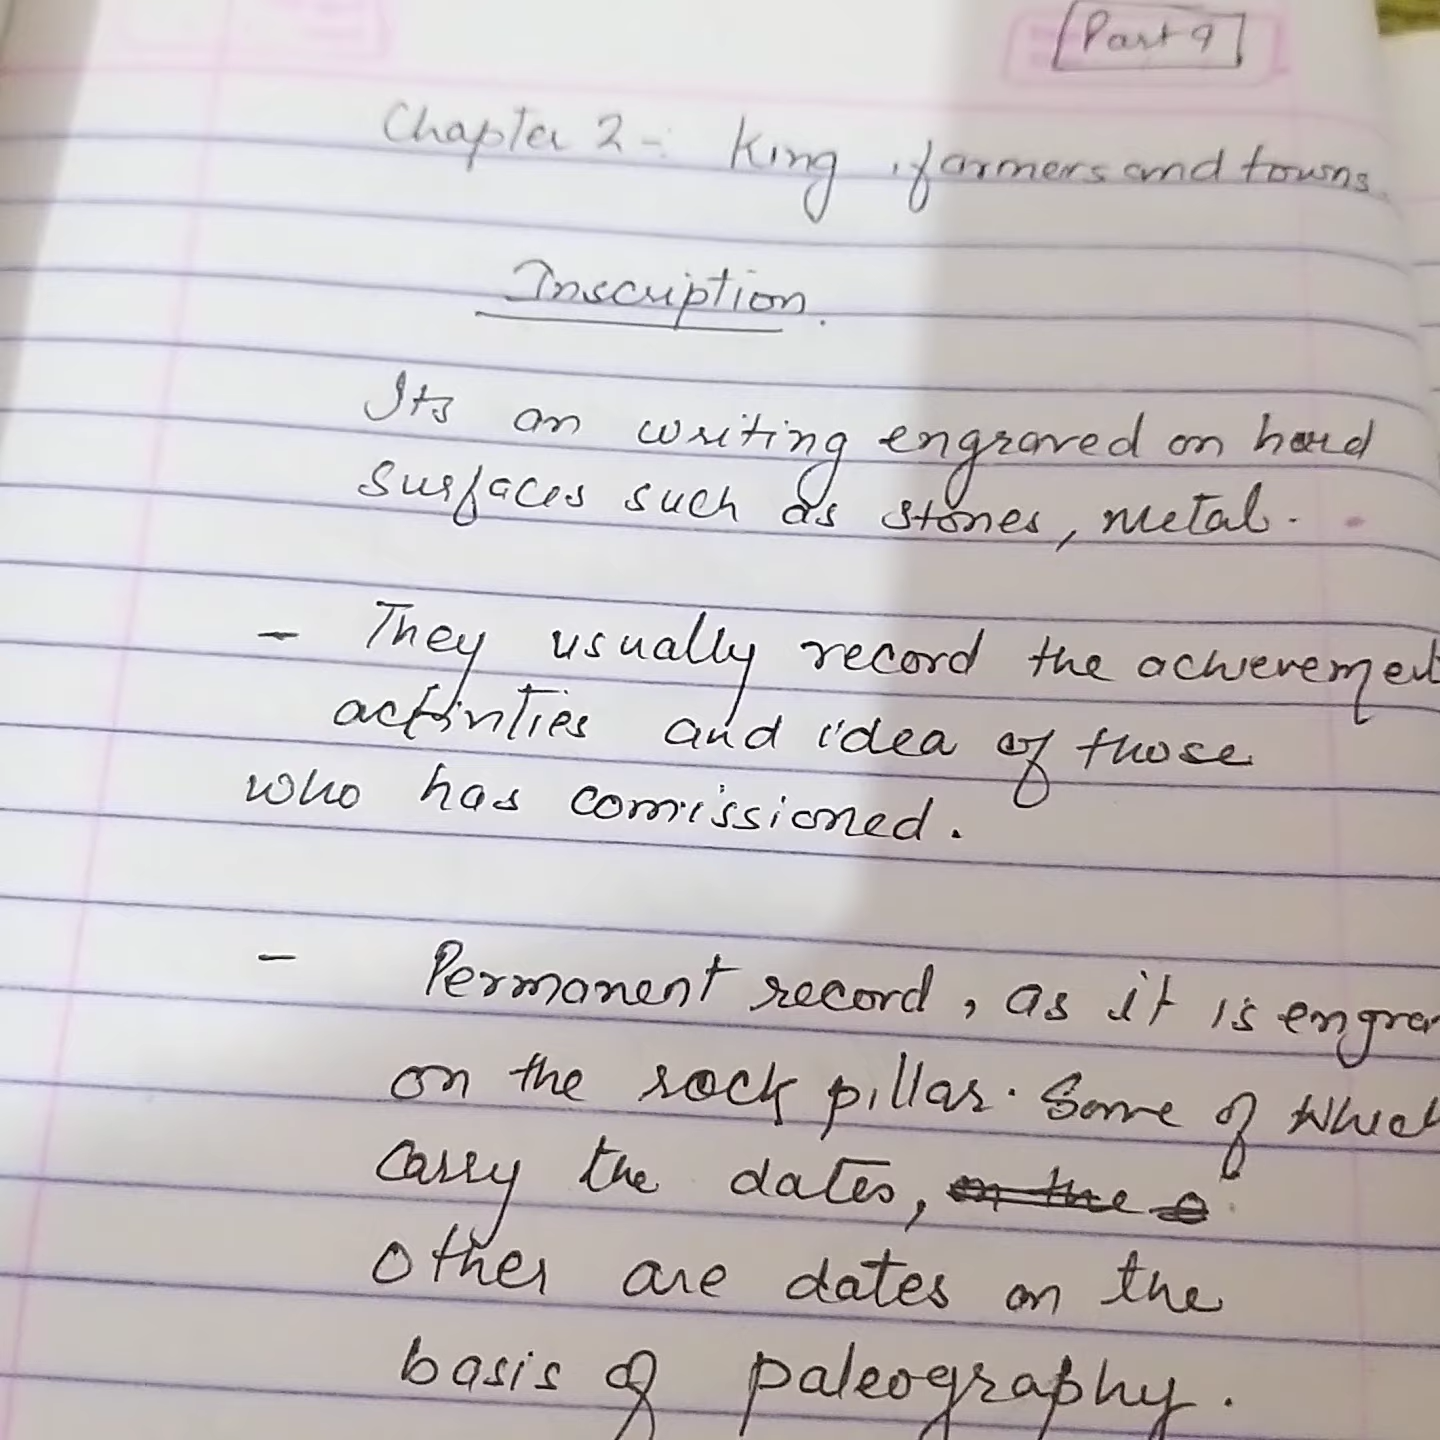 Part 9
Chapter 2 -: King, farmers and towns.
Inscription.
Its an writing engraved on hard
surfaces such as stones, metal.
- They usually record the achievement
activities and idea of those
who has comissioned.
- Permanent record, as it is engra
on the rock pillar. Some of which
carry the dates, on the
other are dates on the
basis of paleography.